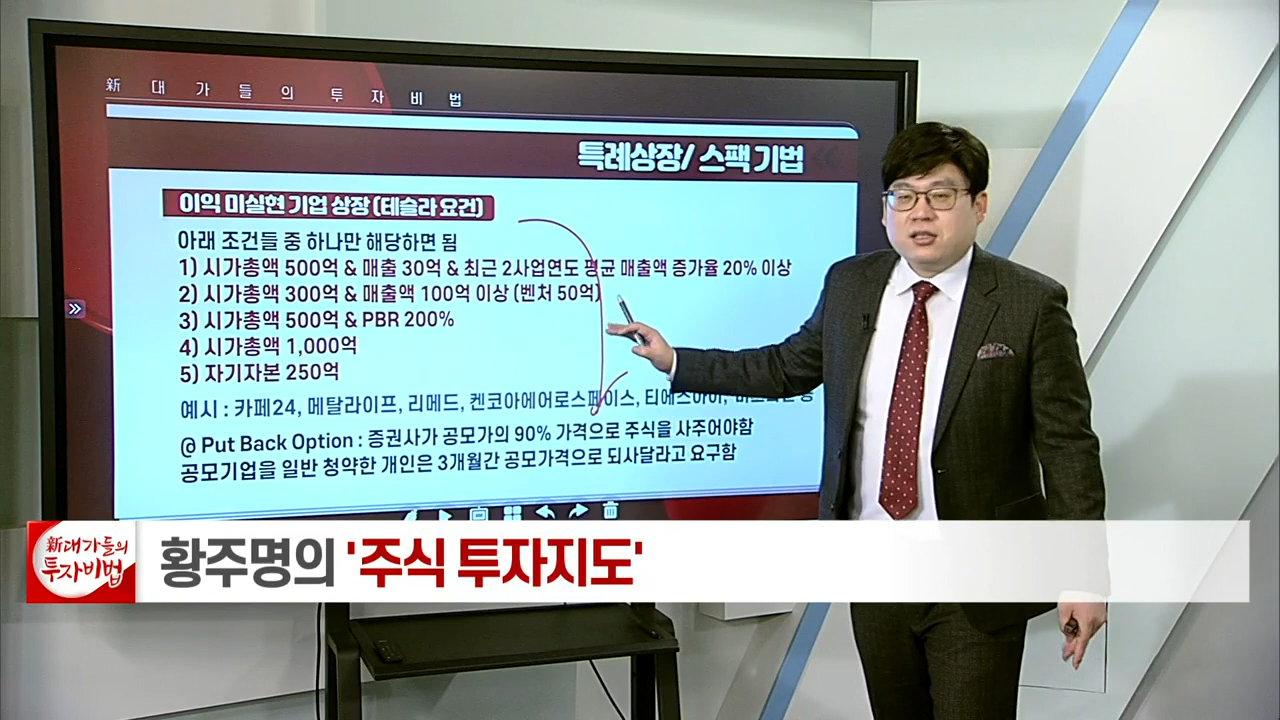 新 대 가 들 의 투 자 비 법
특례상장/ 스팩 기법
이익 미실현 기업 상장 (테슬라 요건)
아래 조건들 중 하나만 해당하면 됨
1) 시가총액 500억 & 매출 30억 & 최근 2사업연도 평균 매출액 증가율 20% 이상
2) 시가총액 300억 & 매출액 100억 이상 (벤처 50억)
3) 시가총액 500억 & PBR 200%
4) 시가총액 1,000억
5) 자기자본 250억
예시 : 카페24, 메탈라이프, 리메드, 켄코아에어로스페이스, 티에스아이,
@ Put Back Option : 증권사가 공모가의 90% 가격으로 주식을 사주어야함
공모기업을 일반 청약한 개인은 3개월간 공모가격으로 되사달라고 요구함
新대가들의
투자비법
황주명의 '주식 투자지도'